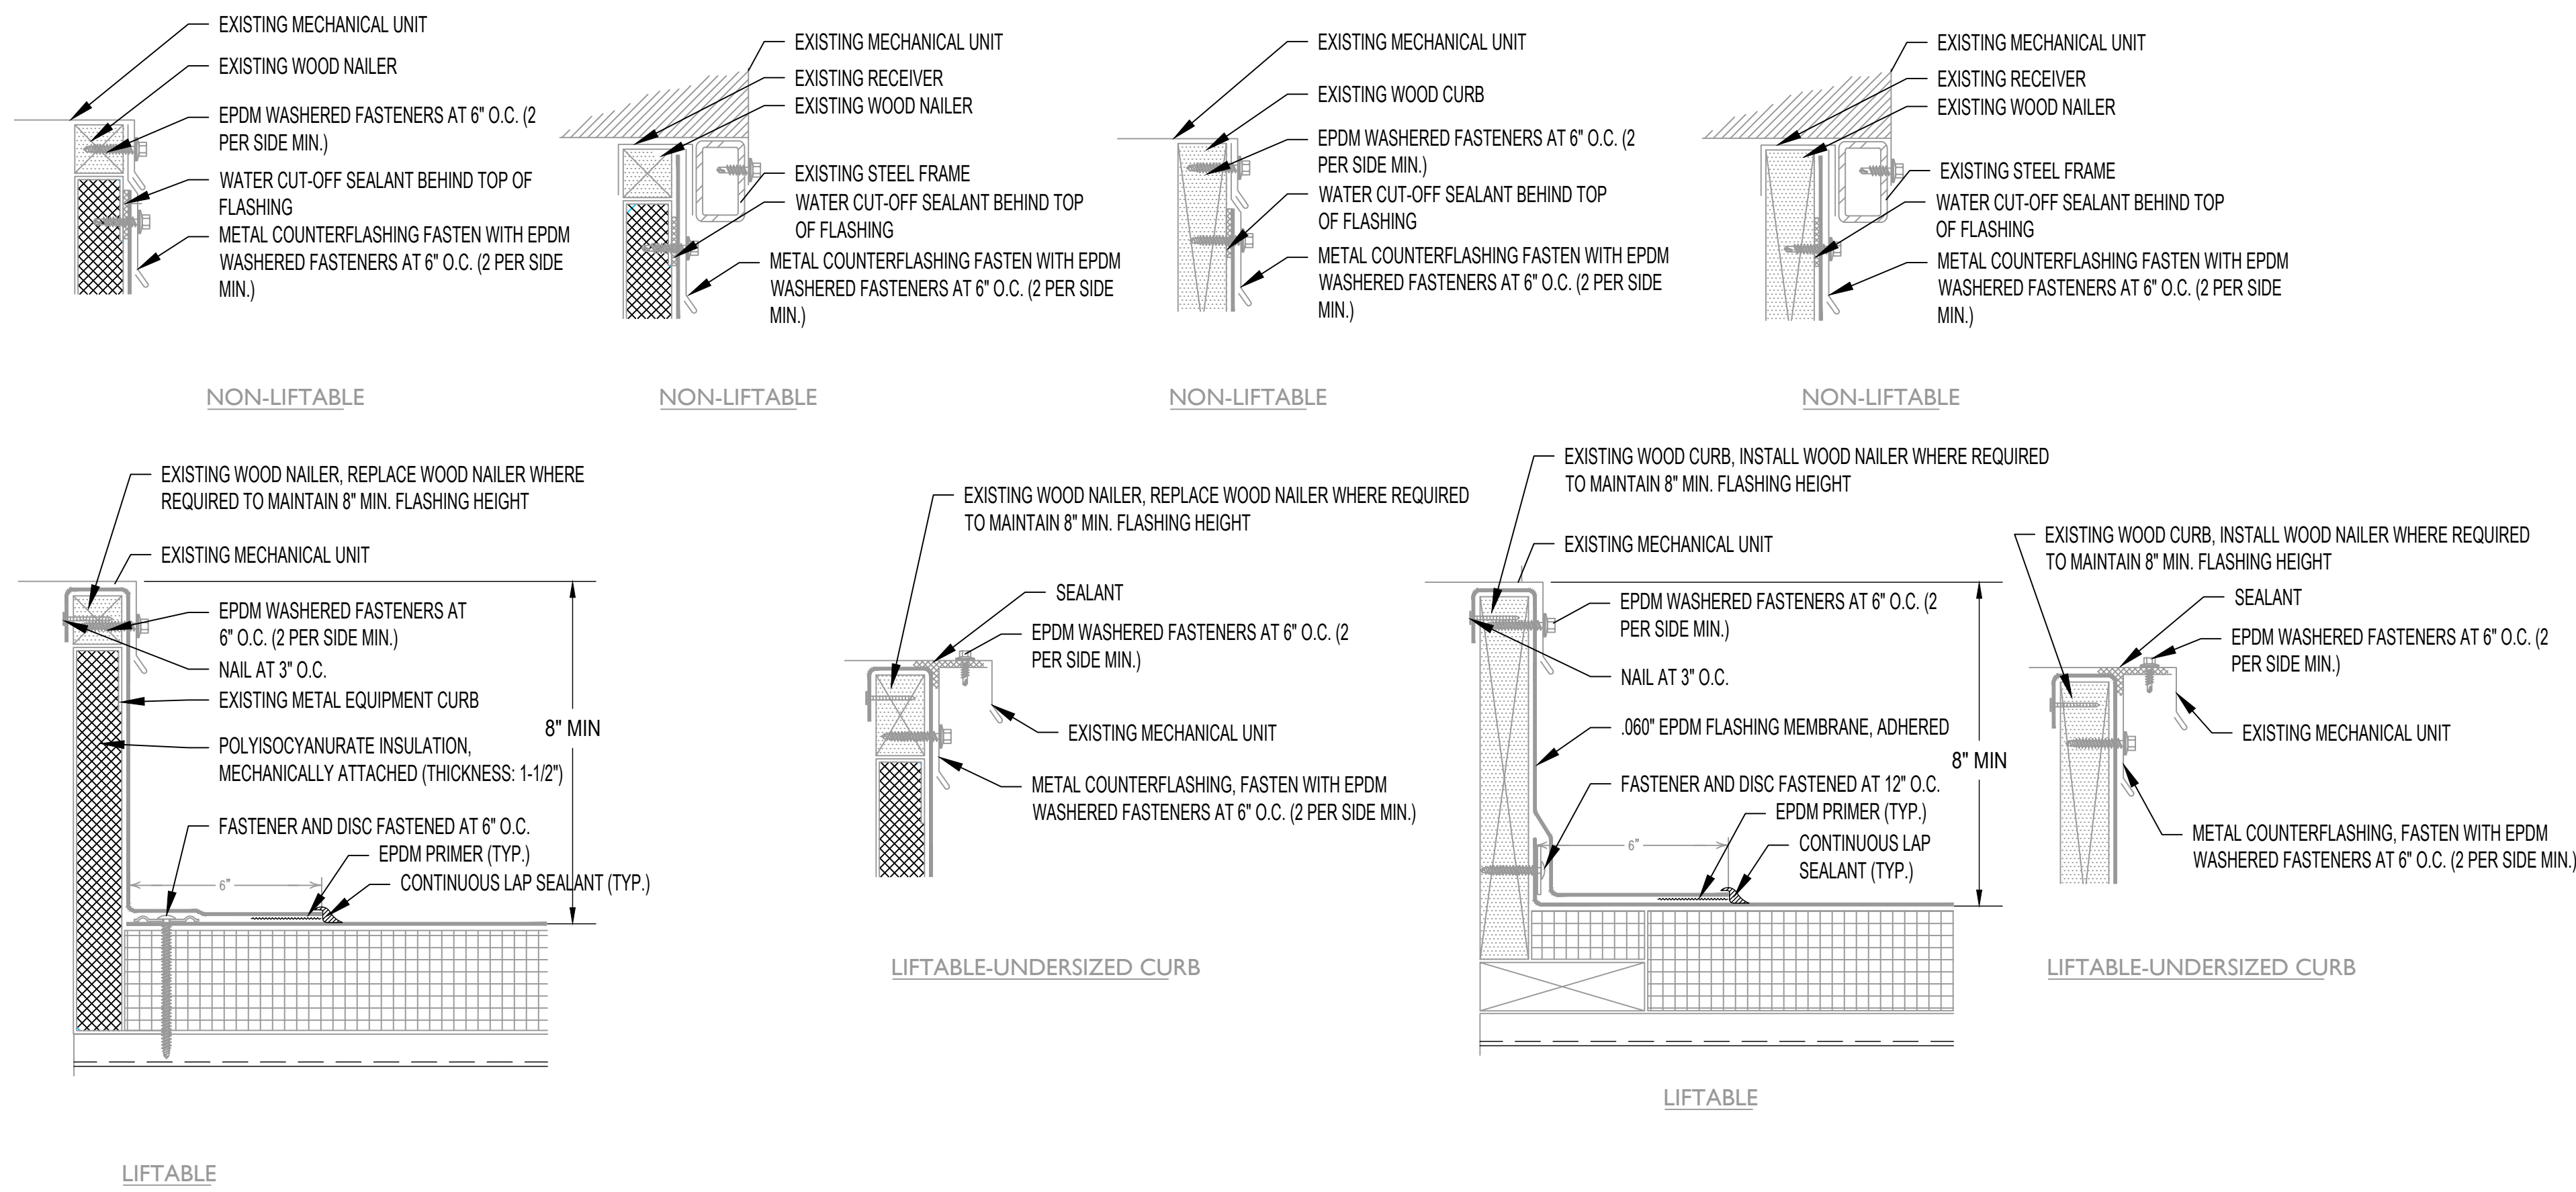 EXISTING MECHANICAL UNIT
EXISTING WOOD NAILER
EPDM WASHERED FASTENERS AT 6" O.C. (2
PER SIDE MIN.)
WATER CUT-OFF SEALANT BEHIND TOP OF
FLASHING
METAL COUNTERFLASHING FASTEN WITH EPDM
WASHERED FASTENERS AT 6" O.C. (2 PER SIDE
MIN.)
NON-LIFTABLE
EXISTING MECHANICAL UNIT
EXISTING RECEIVER
EXISTING WOOD NAILER
EXISTING STEEL FRAME
WATER CUT-OFF SEALANT BEHIND TOP
OF FLASHING
METAL COUNTERFLASHING FASTEN WITH EPDM
WASHERED FASTENERS AT 6" O.C. (2 PER SIDE
MIN.)
NON-LIFTABLE
EXISTING MECHANICAL UNIT
EXISTING WOOD CURB
EPDM WASHERED FASTENERS AT 6" O.C. (2
PER SIDE MIN.)
WATER CUT-OFF SEALANT BEHIND TOP
OF FLASHING
METAL COUNTERFLASHING FASTEN WITH EPDM
WASHERED FASTENERS AT 6" O.C. (2 PER SIDE
MIN.)
NON-LIFTABLE
EXISTING MECHANICAL UNIT
EXISTING RECEIVER
EXISTING WOOD NAILER
EXISTING STEEL FRAME
WATER CUT-OFF SEALANT BEHIND TOP
OF FLASHING
METAL COUNTERFLASHING FASTEN WITH EPDM
WASHERED FASTENERS AT 6" O.C. (2 PER SIDE
MIN.)
NON-LIFTABLE
EXISTING WOOD NAILER, REPLACE WOOD NAILER WHERE
REQUIRED TO MAINTAIN 8" MIN. FLASHING HEIGHT
EXISTING MECHANICAL UNIT
EPDM WASHERED FASTENERS AT
6" O.C. (2 PER SIDE MIN.)
NAIL AT 3" O.C.
EXISTING METAL EQUIPMENT CURB
8" MIN
POLYISOCYANURATE INSULATION,
MECHANICALLY ATTACHED (THICKNESS: 1-1/2")
FASTENER AND DISC FASTENED AT 6" O.C.
EPDM PRIMER (TYP.)
6"
CONTINUOUS LAP SEALANT (TYP.)
LIFTABLE
EXISTING WOOD NAILER, REPLACE WOOD NAILER WHERE REQUIRED
TO MAINTAIN 8" MIN. FLASHING HEIGHT
SEALANT
EPDM WASHERED FASTENERS AT 6" O.C. (2
PER SIDE MIN.)
EXISTING MECHANICAL UNIT
METAL COUNTERFLASHING, FASTEN WITH EPDM
WASHERED FASTENERS AT 6" O.C. (2 PER SIDE MIN.)
LIFTABLE-UNDERSIZED CURB
EXISTING WOOD CURB, INSTALL WOOD NAILER WHERE REQUIRED
TO MAINTAIN 8" MIN. FLASHING HEIGHT
EXISTING MECHANICAL UNIT
EPDM WASHERED FASTENERS AT 6" O.C. (2
PER SIDE MIN.)
NAIL AT 3" O.C.
.060" EPDM FLASHING MEMBRANE, ADHERED
8" MIN
FASTENER AND DISC FASTENED AT 12" O.C.
EPDM PRIMER (TYP.)
6"
CONTINUOUS LAP
SEALANT (TYP.)
LIFTABLE
EXISTING WOOD CURB, INSTALL WOOD NAILER WHERE REQUIRED
TO MAINTAIN 8" MIN. FLASHING HEIGHT
SEALANT
EPDM WASHERED FASTENERS AT 6" O.C. (2
PER SIDE MIN.)
EXISTING MECHANICAL UNIT
METAL COUNTERFLASHING, FASTEN WITH EPDM
WASHERED FASTENERS AT 6" O.C. (2 PER SIDE MIN.)
LIFTABLE-UNDERSIZED CURB